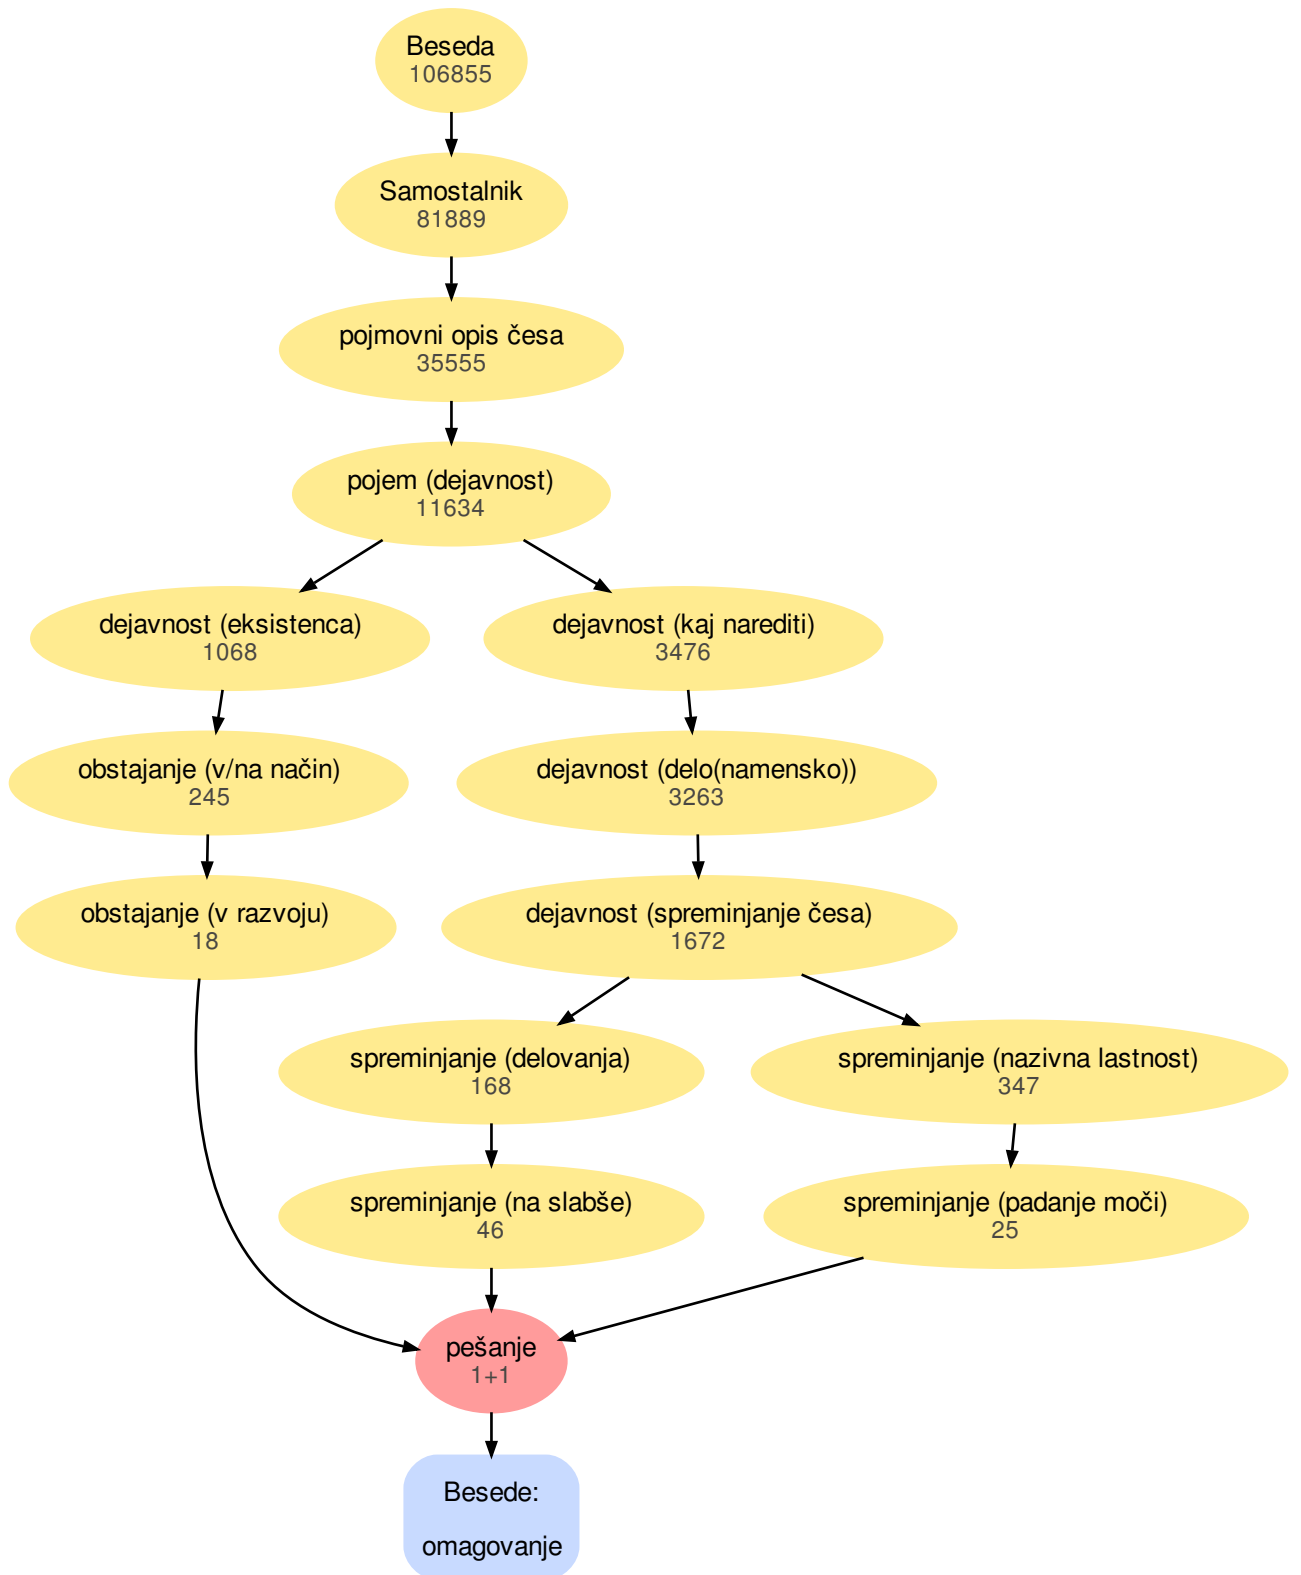 Beseda
106855
Samostalnik
81889
pojmovni opis česa
35555
pojem (dejavnost)
11634
dejavnost (eksistenca)
1068
dejavnost (kaj narediti)
3476
obstajanje (v/na način)
245
dejavnost (delo(namensko))
3263
obstajanje (v razvoju)
18
dejavnost (spreminjanje česa)
1672
spreminjanje (delovanja)
168
spreminjanje (nazivna lastnost)
347
spreminjanje (na slabše)
46
spreminjanje (padanje moči)
25
pešanje
1+1
Besede:
omagovanje